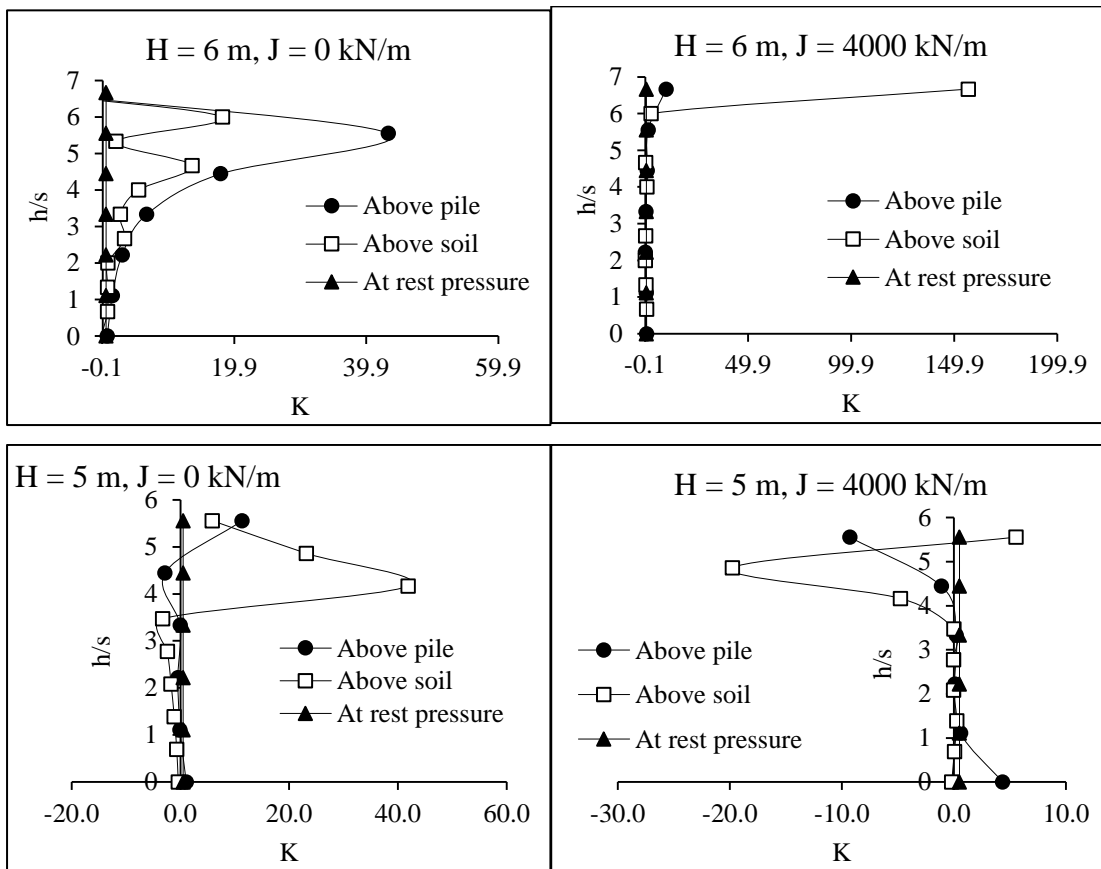 H = 6 m, J = 0 kN/m
7
6
5
4
3
2
1
0
h/s
Above pile
Above soil
At rest pressure
-0.1 19.9 39.9 59.9
K
H = 6 m, J = 4000 kN/m
7
6
5
4
3
2
1
0
h/s
Above pile
Above soil
At rest pressure
-0.1 49.9 99.9 149.9 199.9
K
H = 5 m, J = 0 kN/m
6
5
4
3
2
1
0
h/s
Above pile
Above soil
At rest pressure
-20.0 0.0 20.0 40.0 60.0
K
H = 5 m, J = 4000 kN/m
6
5
4
3
2
1
0
h/s
Above pile
Above soil
At rest pressure
-30.0 -20.0 -10.0 0.0 10.0
K